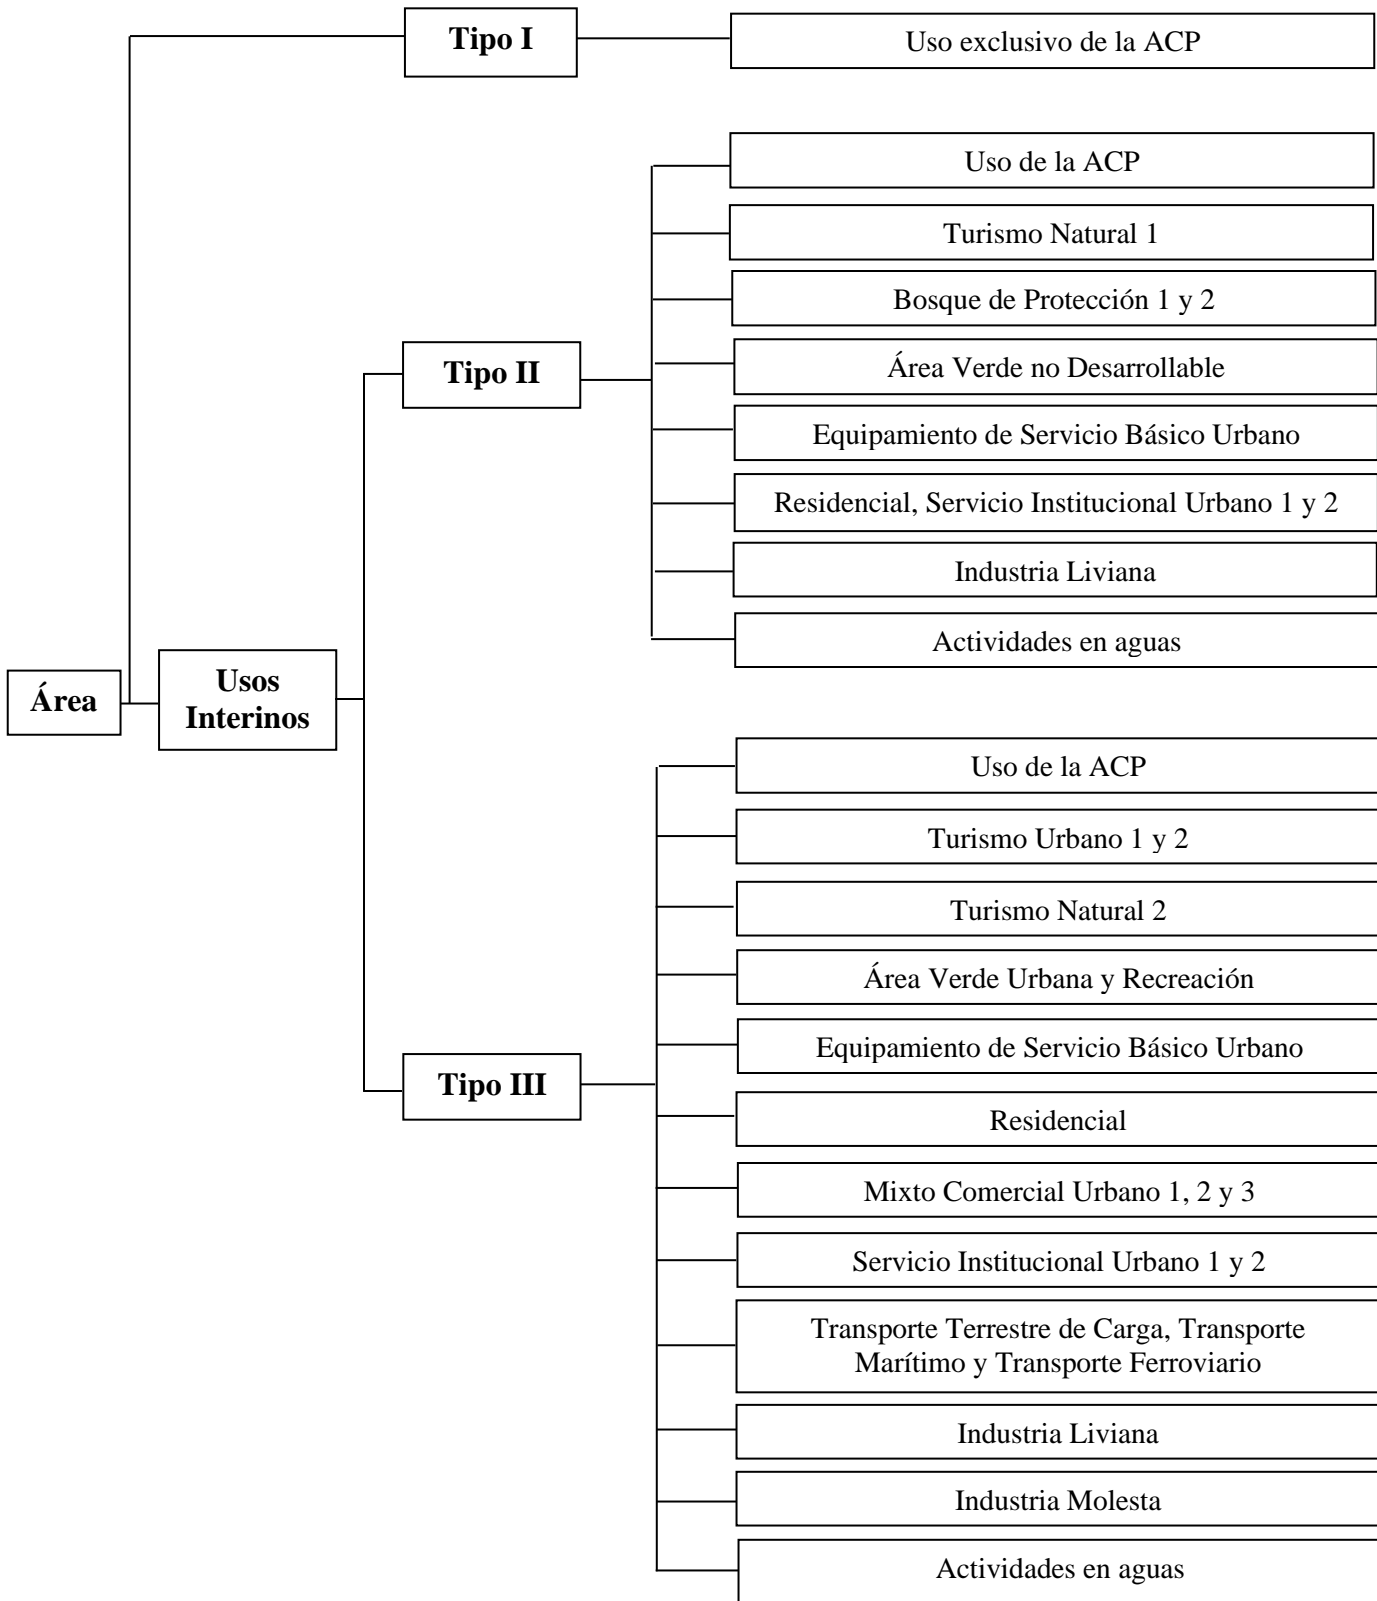 Tipo I
Uso exclusivo de la ACP
Uso de la ACP
Turismo Natural 1
Bosque de Protección 1 y 2
Tipo II
Área Verde no Desarrollable
Equipamiento de Servicio Básico Urbano
Residencial, Servicio Institucional Urbano 1 y 2
Industria Liviana
Actividades en aguas
Área
Usos
Interinos
Uso de la ACP
Turismo Urbano 1 y 2
Turismo Natural 2
Área Verde Urbana y Recreación
Equipamiento de Servicio Básico Urbano
Tipo III
Residencial
Mixto Comercial Urbano 1, 2 y 3
Servicio Institucional Urbano 1 y 2
Transporte Terrestre de Carga, Transporte
Marítimo y Transporte Ferroviario
Industria Liviana
Industria Molesta
Actividades en aguas